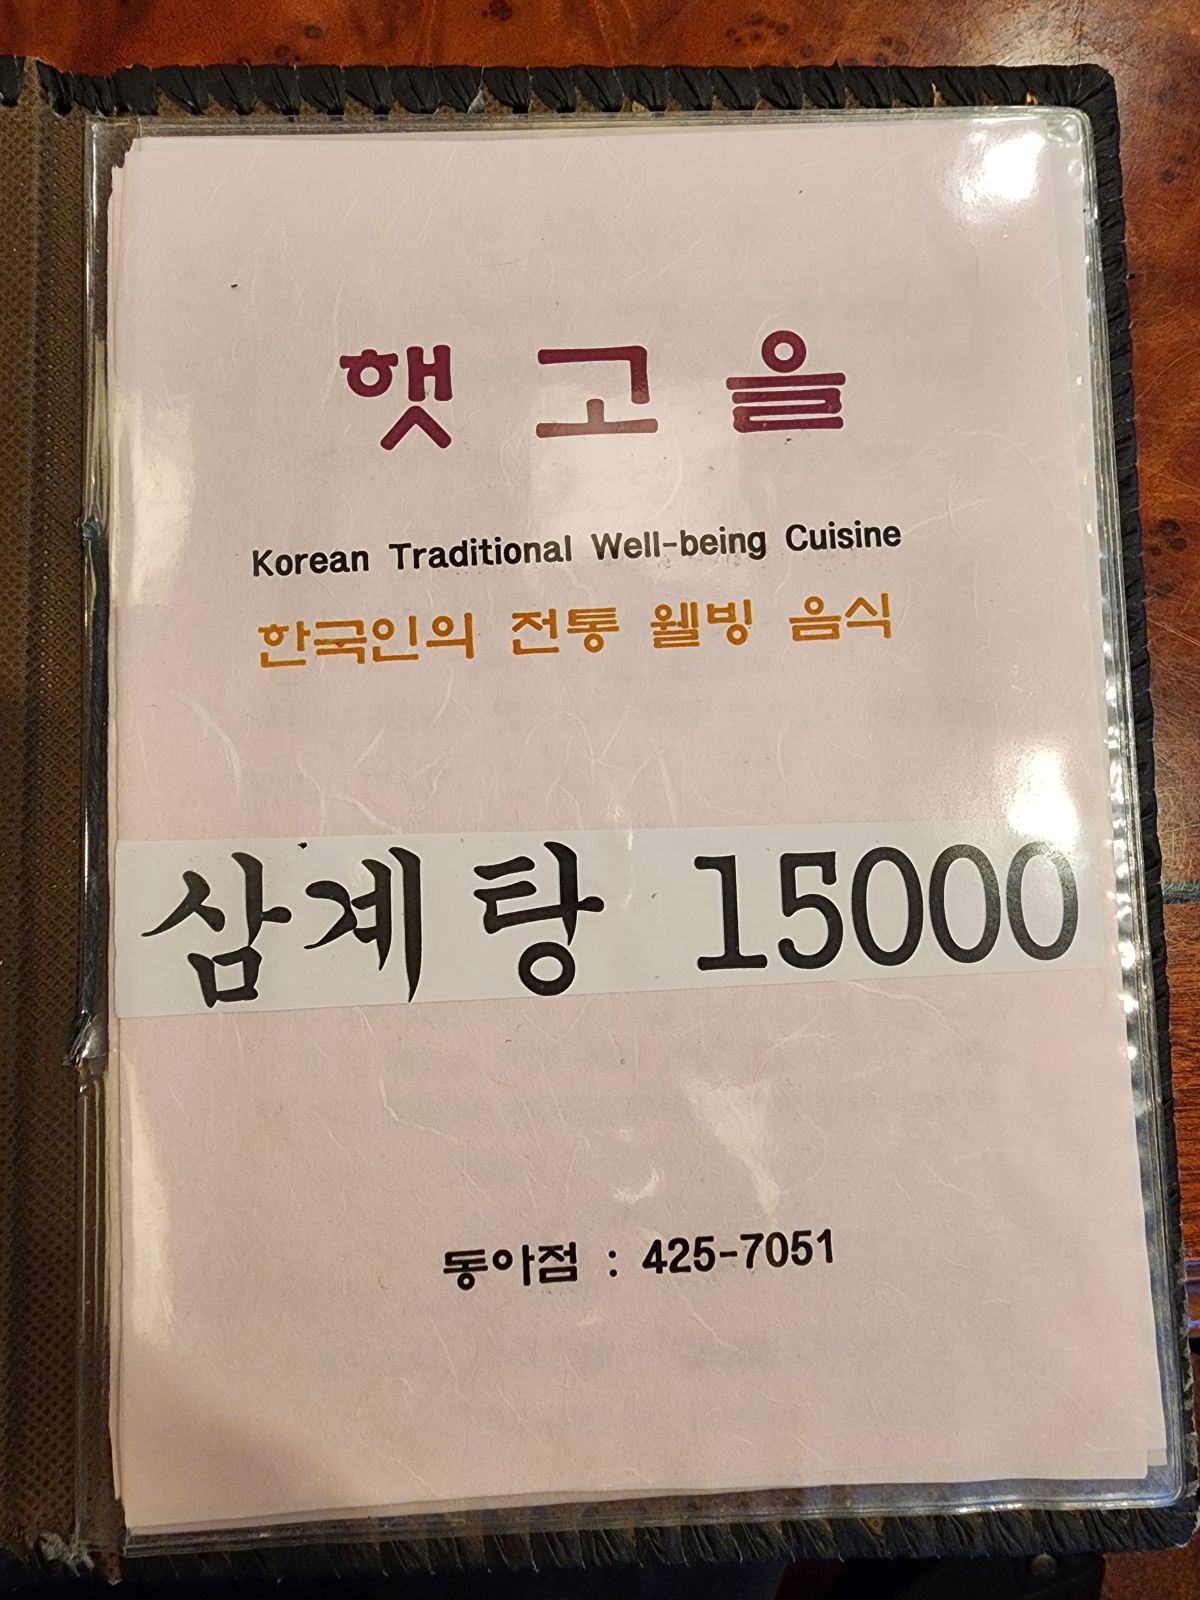 햇고을
Korean Traditional Well-being Cuisine
한국인의 전통 웰빙 음식
삼계탕 15000
동아점 : 425-7051